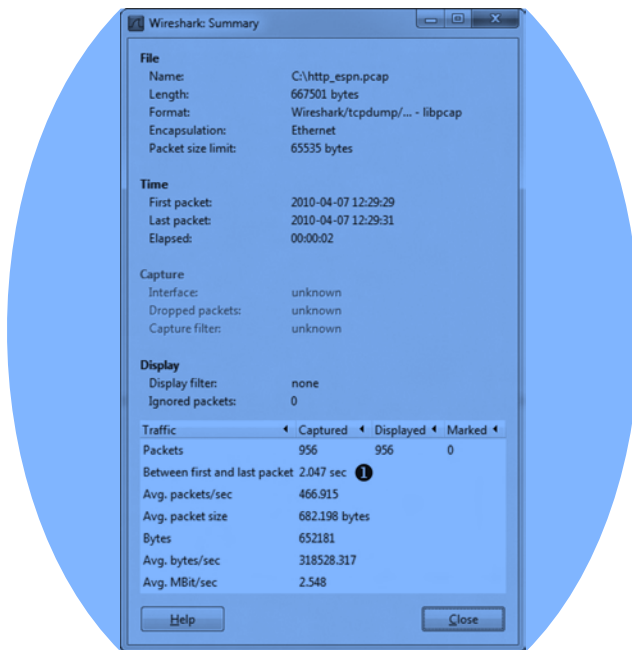 Wireshark: Summary
File
Name: C:\http_espn.pcap
Length: 667501 bytes
Format: Wireshark/tcpdump/... - libpcap
Encapsulation: Ethernet
Packet size limit: 65535 bytes
Time
First packet: 2010-04-07 12:29:29
Last packet: 2010-04-07 12:29:31
Elapsed: 00:00:02
Capture
Interface: unknown
Dropped packets: unknown
Capture filter: unknown
Display
Display filter: none
Ignored packets: 0
Traffic Captured Displayed Marked
Packets 956 956 0
Between first and last packet 2.047 sec 1
Avg. packets/sec 466.915
Avg. packet size 682.198 bytes
Bytes 652181
Avg. bytes/sec 318528.317
Avg. MBit/sec 2.548
Help Close